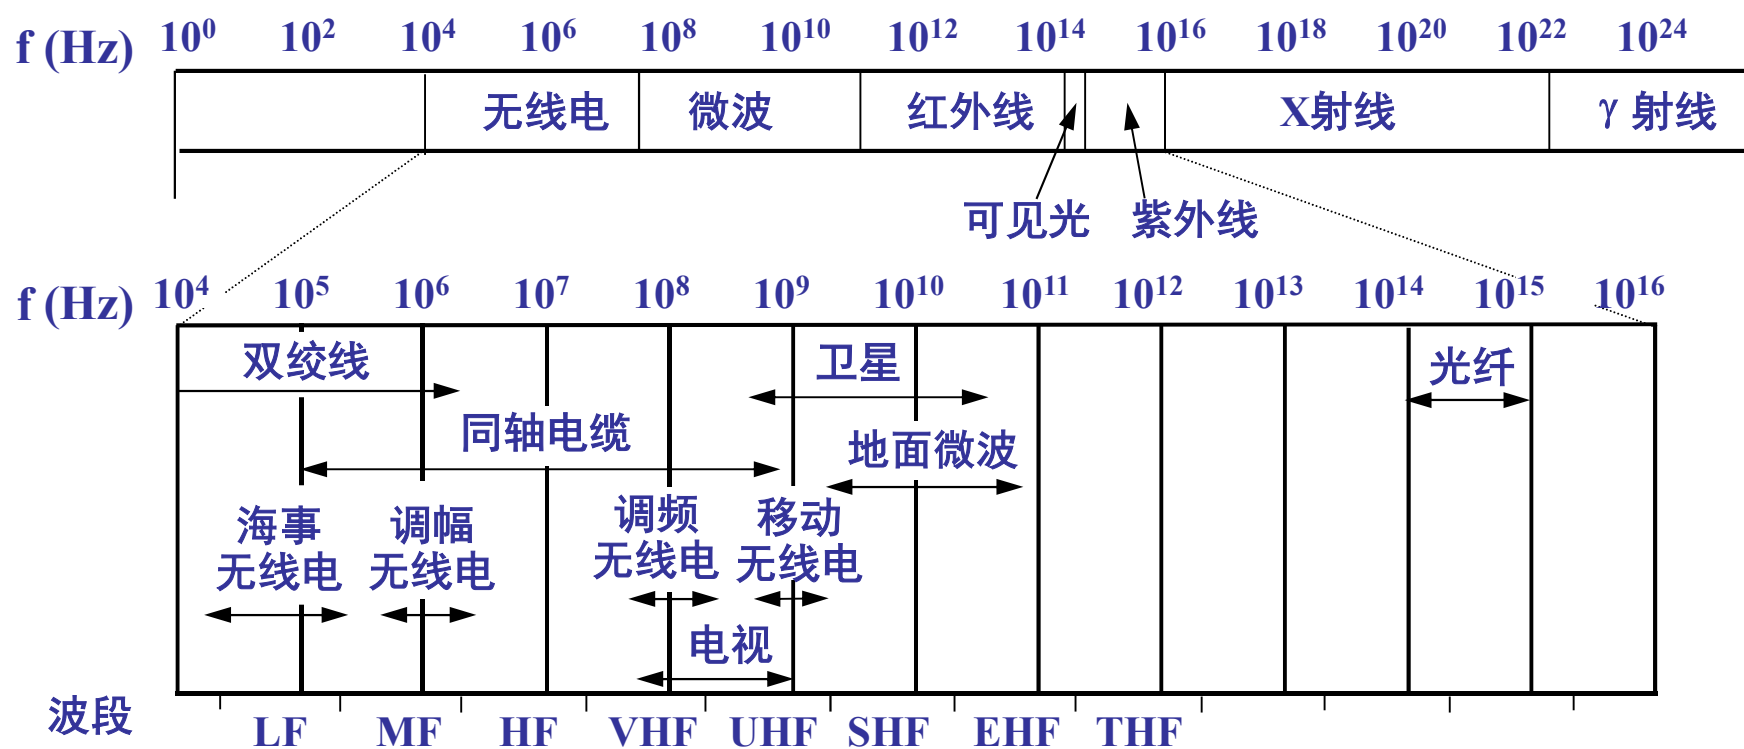 f (Hz) 10⁰ 10² 10⁴ 10⁶ 10⁸ 10¹⁰ 10¹² 10¹⁴ 10¹⁶ 10¹⁸ 10²⁰ 10²² 10²⁴
无线电 微波 红外线 X射线 γ 射线
可见光 紫外线
f (Hz) 10⁴ 10⁵ 10⁶ 10⁷ 10⁸ 10⁹ 10¹⁰ 10¹¹ 10¹² 10¹³ 10¹⁴ 10¹⁵ 10¹⁶
双绞线 卫星 光纤
同轴电缆 地面微波
海事 调幅 调频 移动
无线电 无线电 无线电 无线电
电视
波段 LF MF HF VHF UHF SHF EHF THF